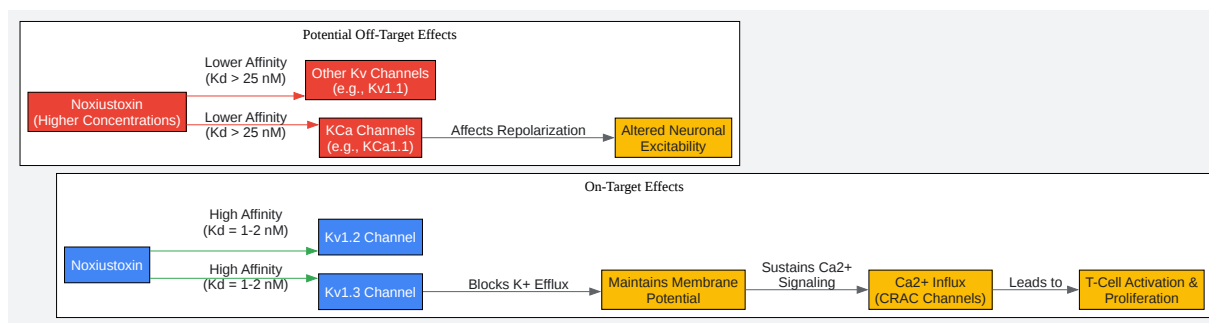 Potential Off-Target Effects
Lower Affinity
(Kd > 25 nM)
Other Kv Channels
(e.g., Kv1.1)
Noxiustoxin
(Higher Concentrations)
Lower Affinity
(Kd > 25 nM)
KCa Channels
(e.g., KCa1.1)
Affects Repolarization
Altered Neuronal
Excitability
On-Target Effects
High Affinity
(Kd = 1-2 nM)
Kv1.2 Channel
Noxiustoxin
High Affinity
(Kd = 1-2 nM)
Kv1.3 Channel
Blocks K+ Efflux
Maintains Membrane
Potential
Sustains Ca2+
Signaling
Ca2+ Influx
(CRAC Channels)
Leads to
T-Cell Activation &
Proliferation